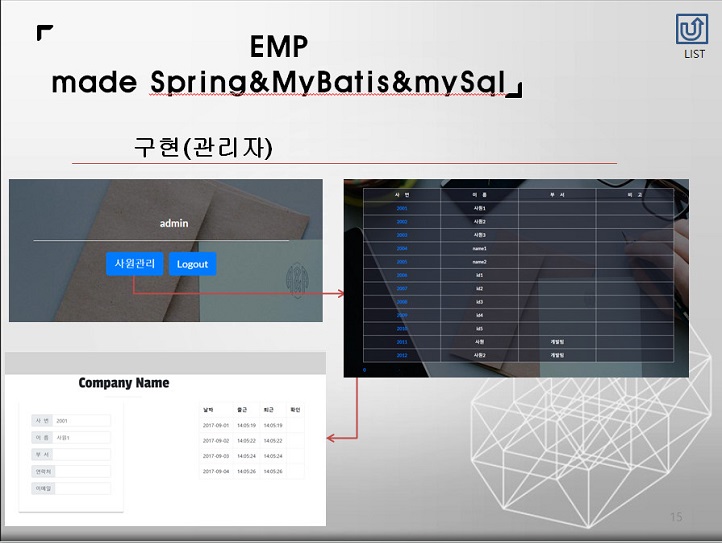 EMP
LIST
made Spring&MyBatis&mySql
구현(관리자)
admin
사원관리 Logout
사 번 이 름 부 서 비 고
2001 사원1
2002 사원2
2003 사원3
2004 name1
2005 name2
2006 id1
2007 id2
2008 id3
2009 id4
2010 id5
2011 사원 개발팀
2012 사원2 개발팀
Company Name
사 번 2001
이 름 사원1
부 서
연락처
이메일
날짜 출근 퇴근 확인
2017-09-01 14:05:19 14:05:19
2017-09-02 14:05:22 14:05:22
2017-09-03 14:05:24 14:05:24
2017-09-04 14:05:26 14:05:26
15